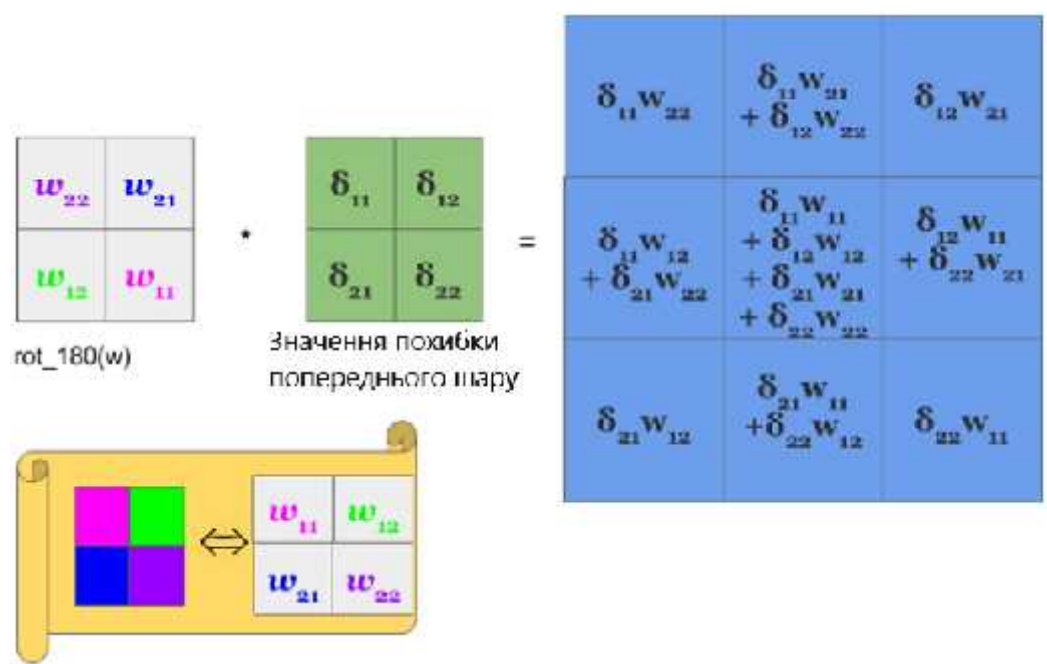 w₂₂ w₂₁
w₁₂ w₁₁
rot_180(w)
*
δ₁₁ δ₁₂
δ₂₁ δ₂₂
Значення похибки
попереднього шару
=
δ₁₁w₂₂
δ₁₁w₂₁
+ δ₁₂w₂₂
δ₁₂w₂₁
δ₁₁w₁₂
+ δ₂₁w₂₂
δ₁₁w₁₁
+ δ₁₂w₁₂
+ δ₂₁w₂₁
+ δ₂₂w₂₂
δ₁₂w₁₁
+ δ₂₂w₂₁
δ₂₁w₁₂
δ₂₁w₁₁
+δ₂₂w₁₂
δ₂₂w₁₁
w₁₁ w₁₂
w₂₁ w₂₂